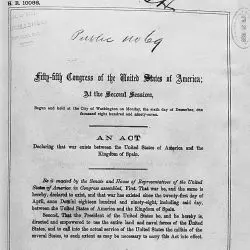 H. R. 10086.
Public No 69
Fifty-fifth Congress of the United States of America;
At the Second Session,
Begun and held at the City of Washington on Monday, the sixth day of December, one
thousand eight hundred and ninety-seven.
AN ACT
Declaring that war exists between the United States of America and the
Kingdom of Spain.
Be it enacted by the Senate and House of Representatives of the
United States of America in Congress assembled, First. That war be, and the same is
hereby, declared to exist, and that war has existed since the twenty-first day of
April, anno Domini eighteen hundred and ninety-eight, including said day,
between the United States of America and the Kingdom of Spain.
Second. That the President of the United States be, and he hereby is,
directed and empowered to use the entire land and naval forces of the United
States, and to call into the actual service of the United States the militia of
the several States, to such extent as may be necessary to carry this Act into effect.